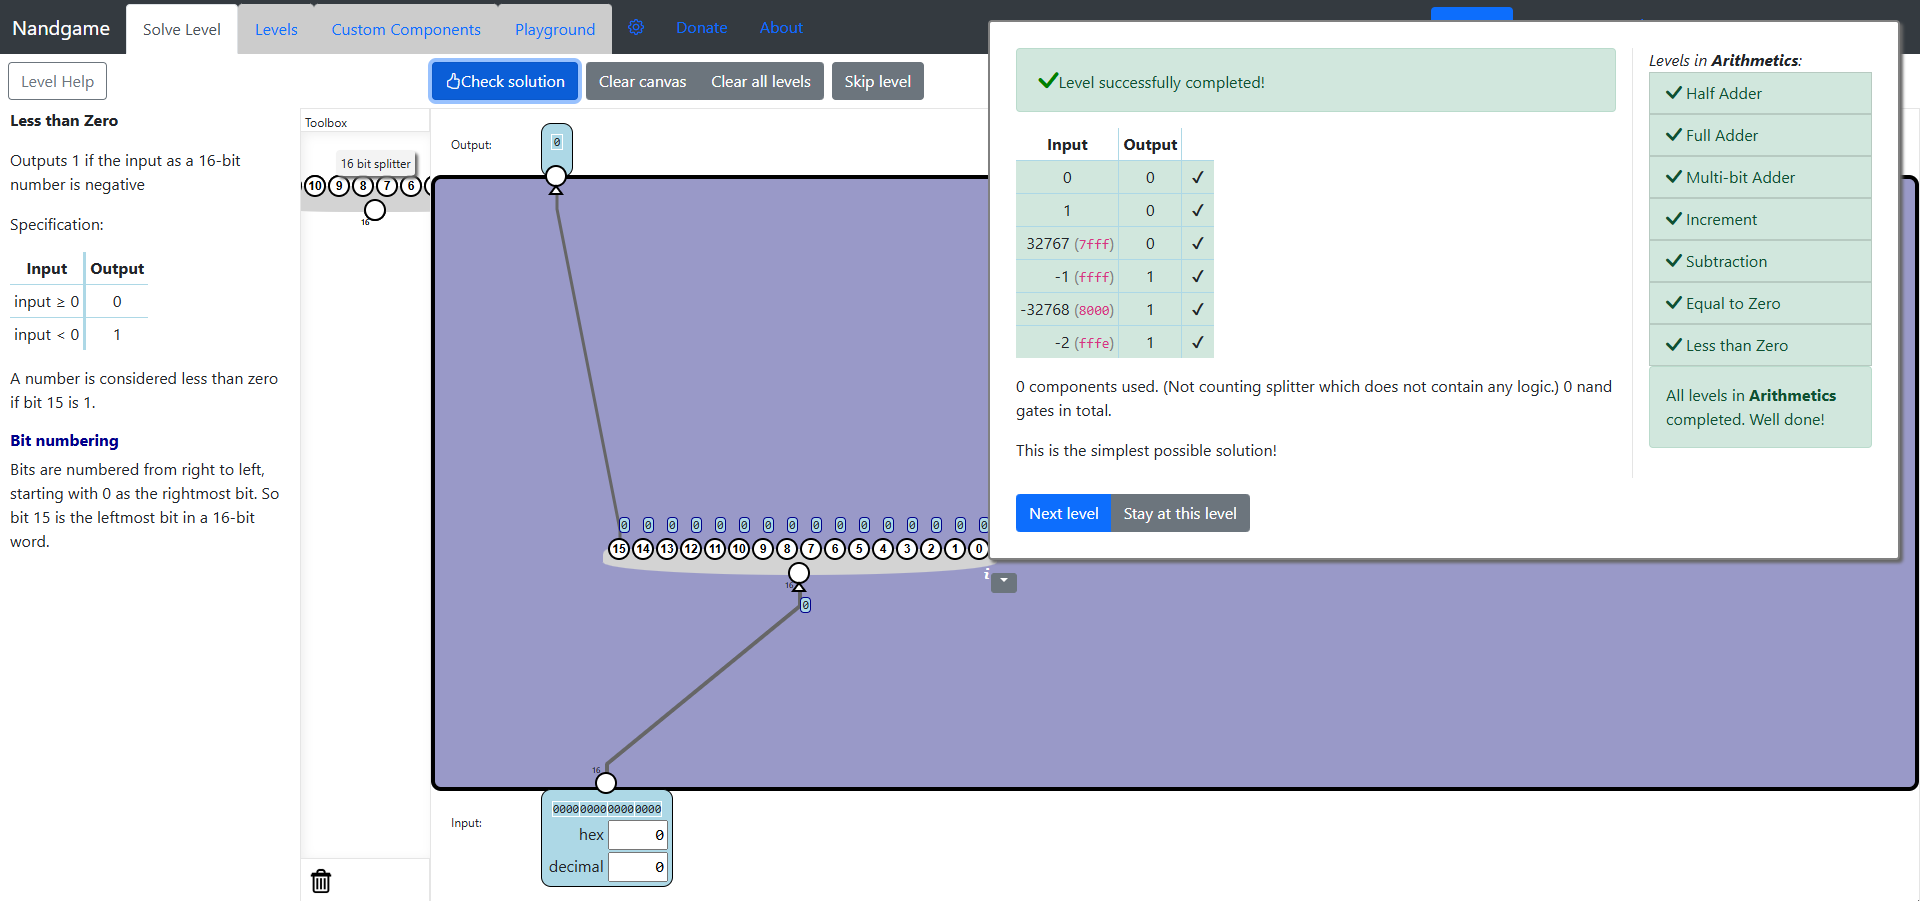 Nandgame
Solve Level
Levels
Custom Components
Playground
Donate
About
Level Help
Check solution
Clear canvas
Clear all levels
Skip level
Less than Zero
Outputs 1 if the input as a 16-bit
number is negative
Specification:
Input Output
input ≥ 0 0
input < 0 1
A number is considered less than zero
if bit 15 is 1.
Bit numbering
Bits are numbered from right to left,
starting with 0 as the rightmost bit. So
bit 15 is the leftmost bit in a 16-bit
word.
Toolbox
16 bit splitter
10 9 8 7 6
16
Output:
0
0 0 0 0 0 0 0 0 0 0 0 0 0 0 0 0
15 14 13 12 11 10 9 8 7 6 5 4 3 2 1 0
i
16
0
16
Input:
0000000000000000
hex 0
decimal 0
Level successfully completed!
Input Output
0 0 ✓
1 0 ✓
32767 (7fff) 0 ✓
-1 (ffff) 1 ✓
-32768 (8000) 1 ✓
-2 (fffe) 1 ✓
0 components used. (Not counting splitter which does not contain any logic.) 0 nand
gates in total.
This is the simplest possible solution!
Next level
Stay at this level
Levels in Arithmetics:
Half Adder
Full Adder
Multi-bit Adder
Increment
Subtraction
Equal to Zero
Less than Zero
All levels in Arithmetics
completed. Well done!